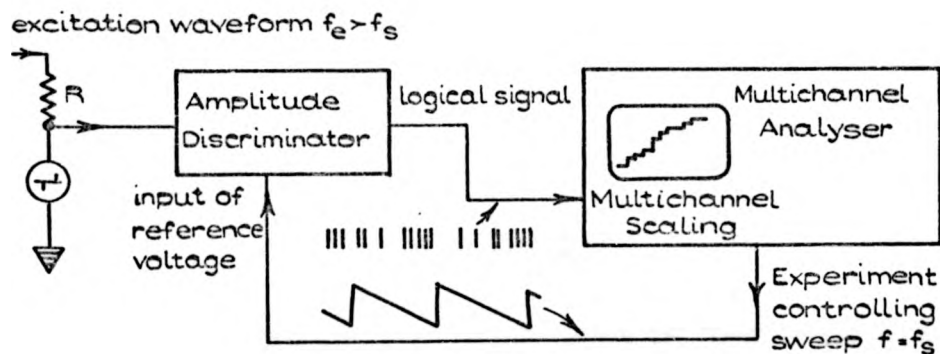 excitation waveform fe > fs
R
Amplitude
Discriminator
logical signal
Multichannel
Analyser
Multichannel
Scaling
input of
reference
voltage
Experiment
controlling
sweep f = fs